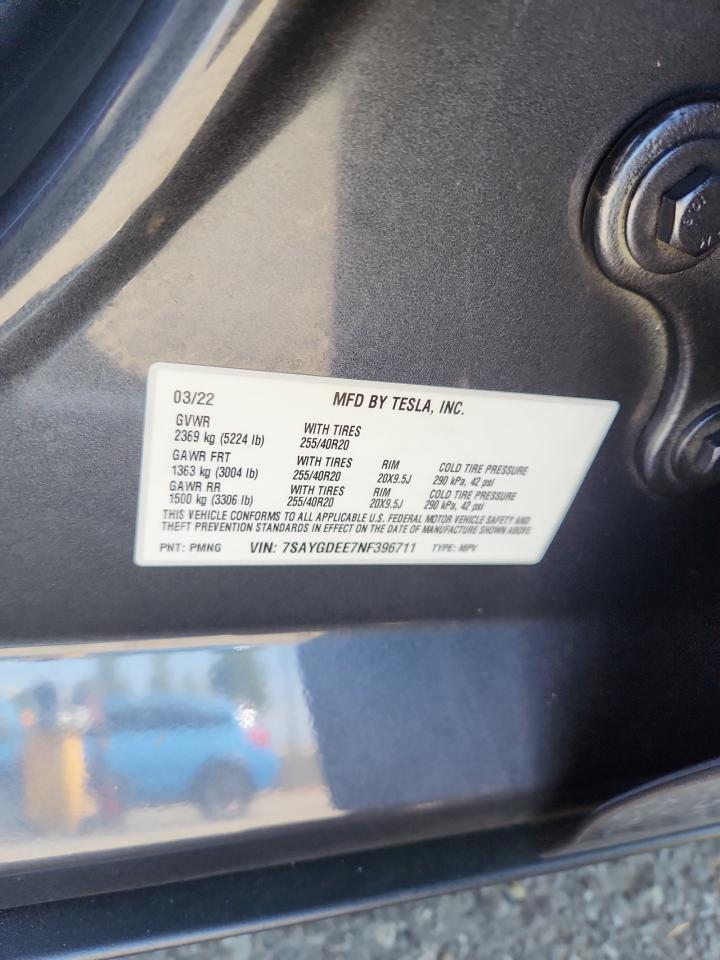 03/22 MFD BY TESLA, INC.
GVWR
2369 kg (5224 lb) WITH TIRES 255/40R20
GAWR FRT WITH TIRES RIM COLD TIRE PRESSURE
1363 kg (3004 lb) 255/40R20 20X9.5J 290 kPa, 42 psi
GAWR RR WITH TIRES RIM COLD TIRE PRESSURE
1500 kg (3306 lb) 255/40R20 20X9.5J 290 kPa, 42 psi
THIS VEHICLE CONFORMS TO ALL APPLICABLE U.S. FEDERAL MOTOR VEHICLE SAFETY AND
THEFT PREVENTION STANDARDS IN EFFECT ON THE DATE OF MANUFACTURE SHOWN ABOVE.
PNT: PMNG VIN: 7SAYGDEE7NF396711 TYPE: MPV